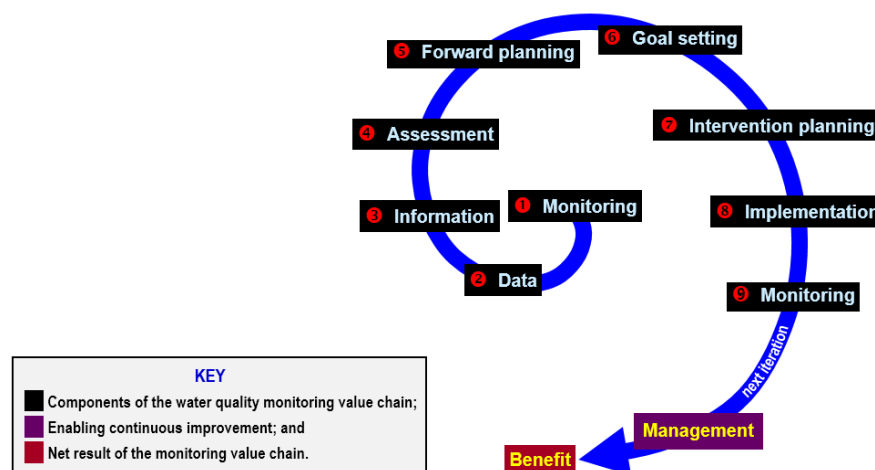 ❶ Monitoring
❷ Data
❸ Information
❹ Assessment
❺ Forward planning
❻ Goal setting
❼ Intervention planning
❽ Implementation
❾ Monitoring
next iteration
Management
Benefit
KEY
Components of the water quality monitoring value chain;
Enabling continuous improvement; and
Net result of the monitoring value chain.